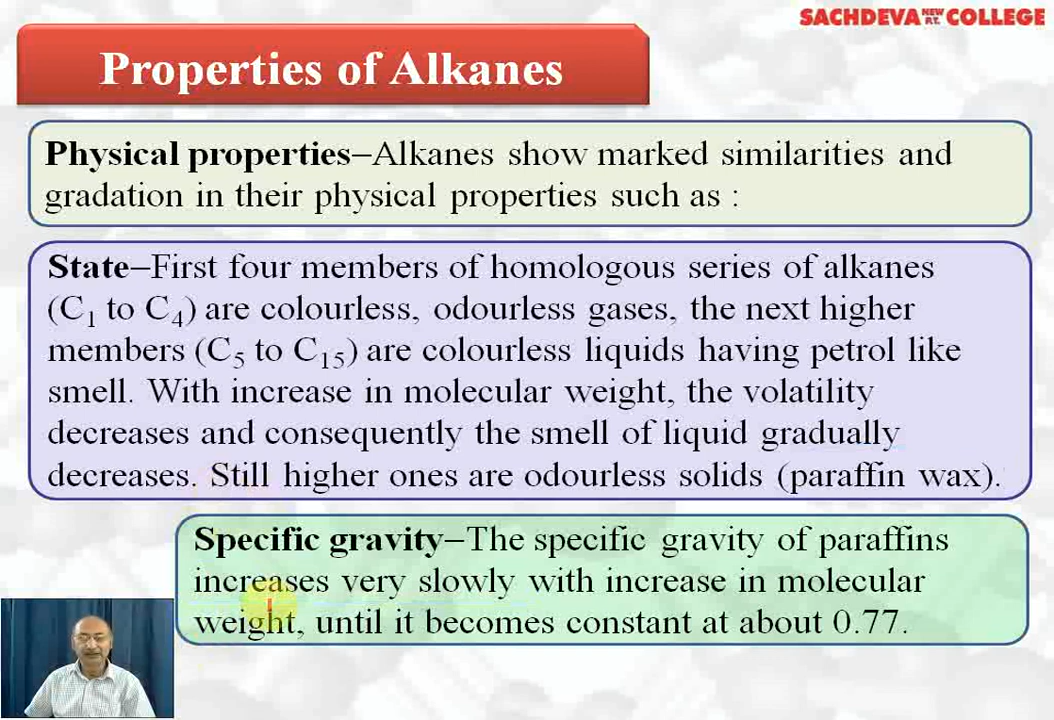 SACHDEVA NEW P.T. COLLEGE
Properties of Alkanes
Physical properties–Alkanes show marked similarities and
gradation in their physical properties such as :
State–First four members of homologous series of alkanes
(C₁ to C₄) are colourless, odourless gases, the next higher
members (C₅ to C₁₅) are colourless liquids having petrol like
smell. With increase in molecular weight, the volatility
decreases and consequently the smell of liquid gradually
decreases. Still higher ones are odourless solids (paraffin wax).
Specific gravity–The specific gravity of paraffins
increases very slowly with increase in molecular
weight, until it becomes constant at about 0.77.